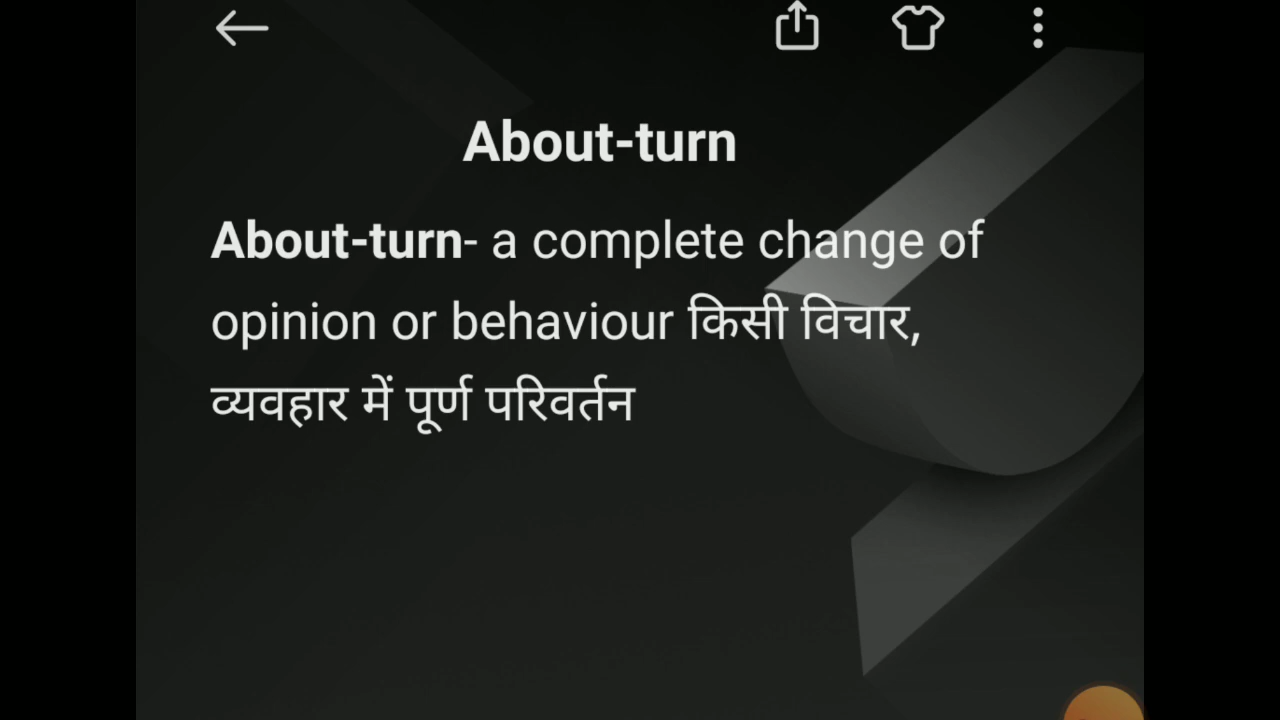 About-turn
About-turn- a complete change of
opinion or behaviour किसी विचार,
व्यवहार में पूर्ण परिवर्तन